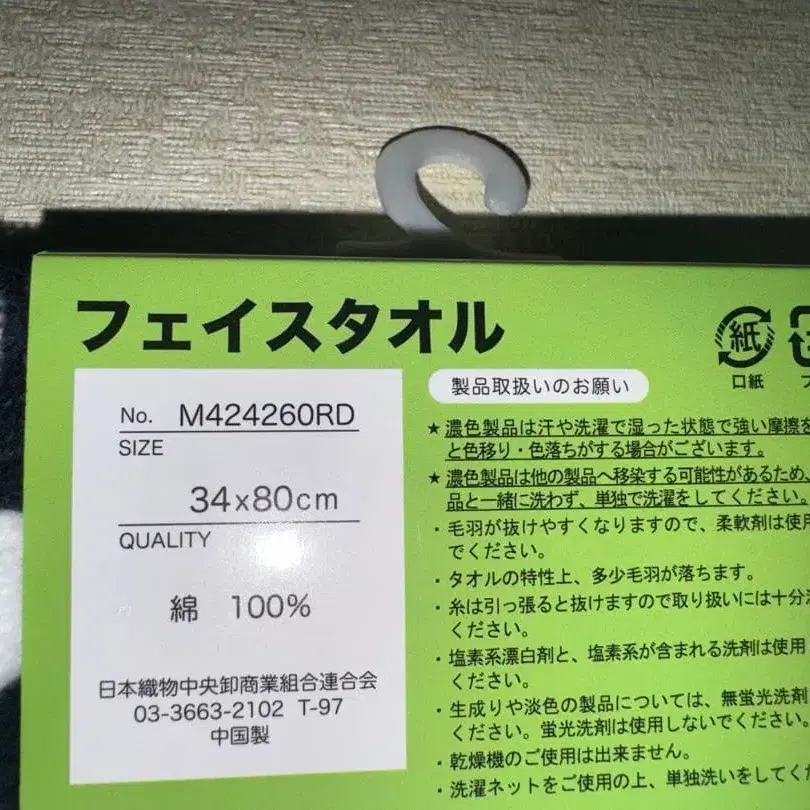 フェイスタオル
紙
口紙
No. M424260RD
SIZE
34x80cm
QUALITY
綿 100%
日本織物中央卸商業組合連合会
03-3663-2102 T-97
中国製
製品取扱いのお願い
★濃色製品は汗や洗濯で湿った状態で強い摩擦を
と色移り・色落ちがする場合がございます。
★濃色製品は他の製品へ移染する可能性があるため、
品と一緒に洗わず、単独で洗濯をしてください。
・毛羽が抜けやすくなりますので、柔軟剤は使用
でください。
・タオルの特性上、多少毛羽が落ちます。
・糸は引っ張ると抜けますので取り扱いには十分
ください。
・塩素系漂白剤と、塩素系が含まれる洗剤は使用
ください。
・生成りや淡色の製品については、無蛍光洗剤
ください。蛍光洗剤は使用しないでください。
・乾燥機のご使用は出来ません。
・洗濯ネットをご使用の上、単独洗いをしてくだ